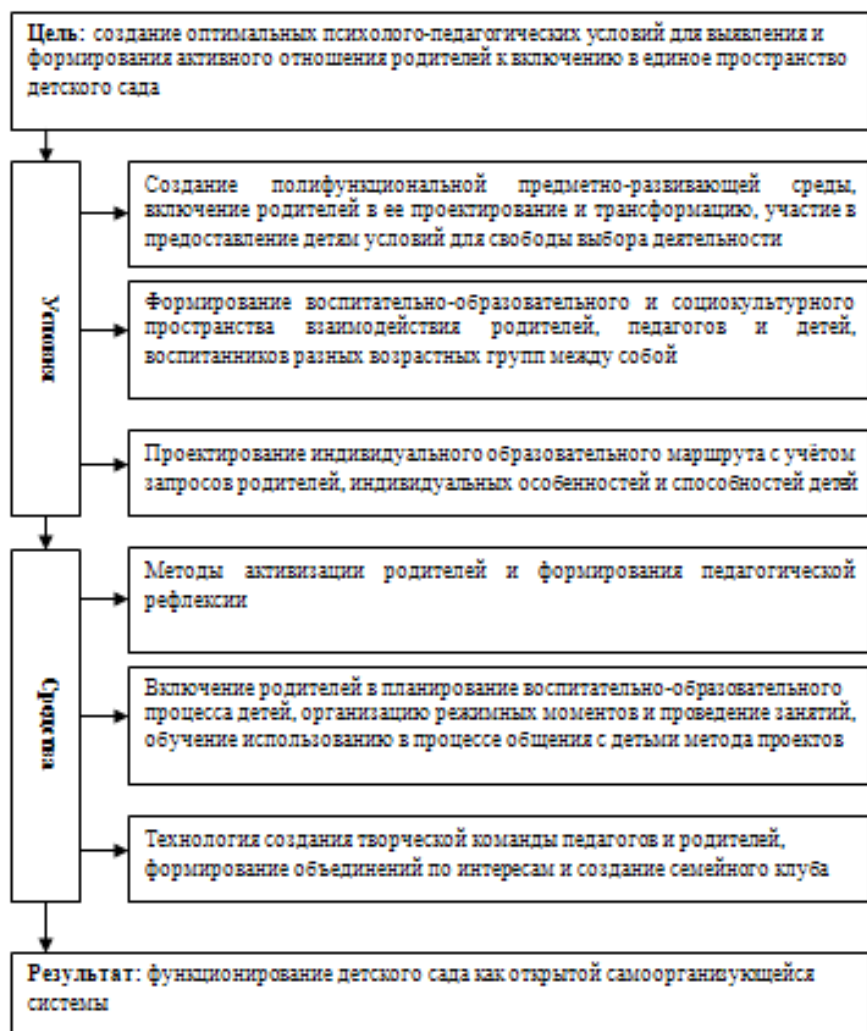 Цель: создание оптимальных психолого-педагогических условий для выявления и
формирования активного отношения родителей к включению в единое пространство
детского сада
Условия
Создание полифункциональной предметно-развивающей среды,
включение родителей в ее проектирование и трансформацию, участие в
предоставление детям условий для свободы выбора деятельности
Формирование воспитательно-образовательного и социокультурного
пространства взаимодействия родителей, педагогов и детей,
воспитанников разных возрастных групп между собой
Проектирование индивидуального образовательного маршрута с учётом
запросов родителей, индивидуальных особенностей и способностей детей
Средства
Методы активизации родителей и формирования педагогической
рефлексии
Включение родителей в планирование воспитательно-образовательного
процесса детей, организацию режимных моментов и проведение занятий,
обучение использованию в процессе общения с детьми метода проектов
Технология создания творческой команды педагогов и родителей,
формирование объединений по интересам и создание семейного клуба
Результат: функционирование детского сада как открытой самоорганизующейся
системы